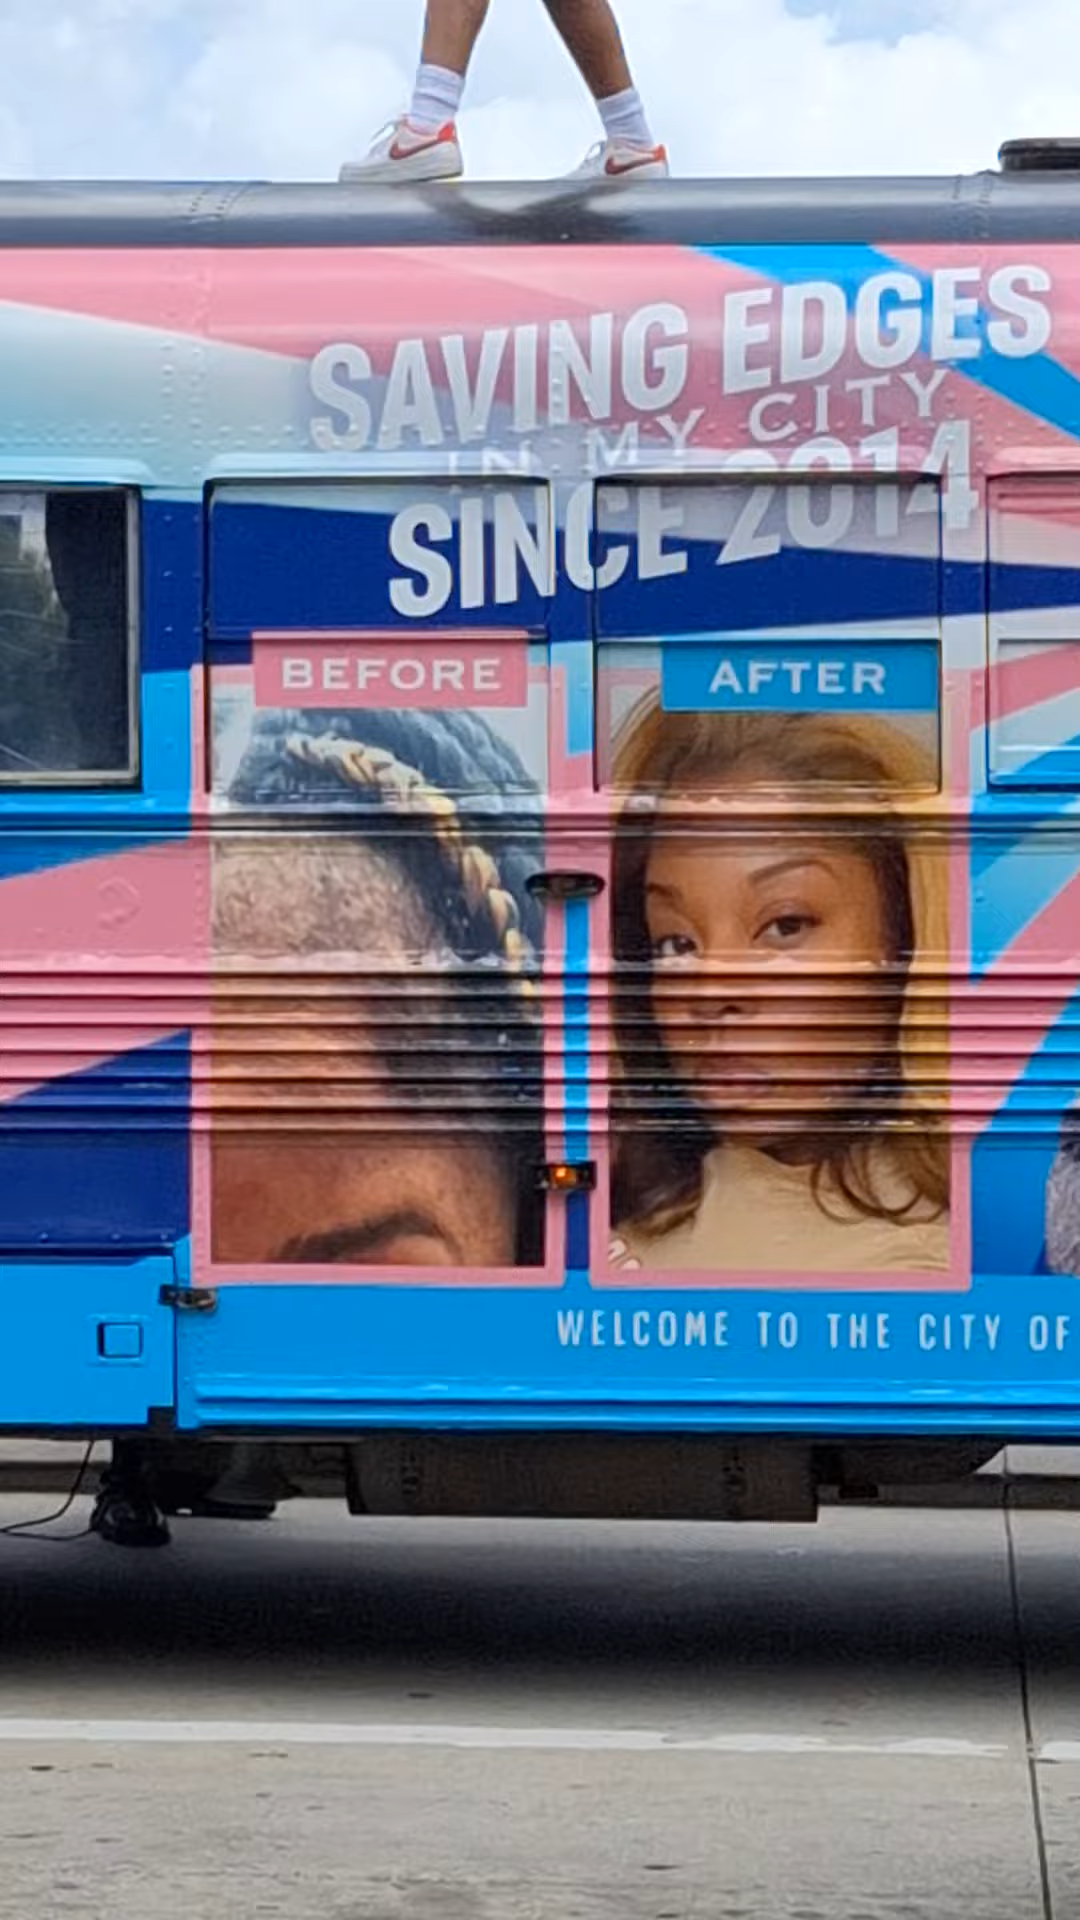 SAVING EDGES
IN MY CITY
SINCE 2014
BEFORE
AFTER
WELCOME TO THE CITY OF